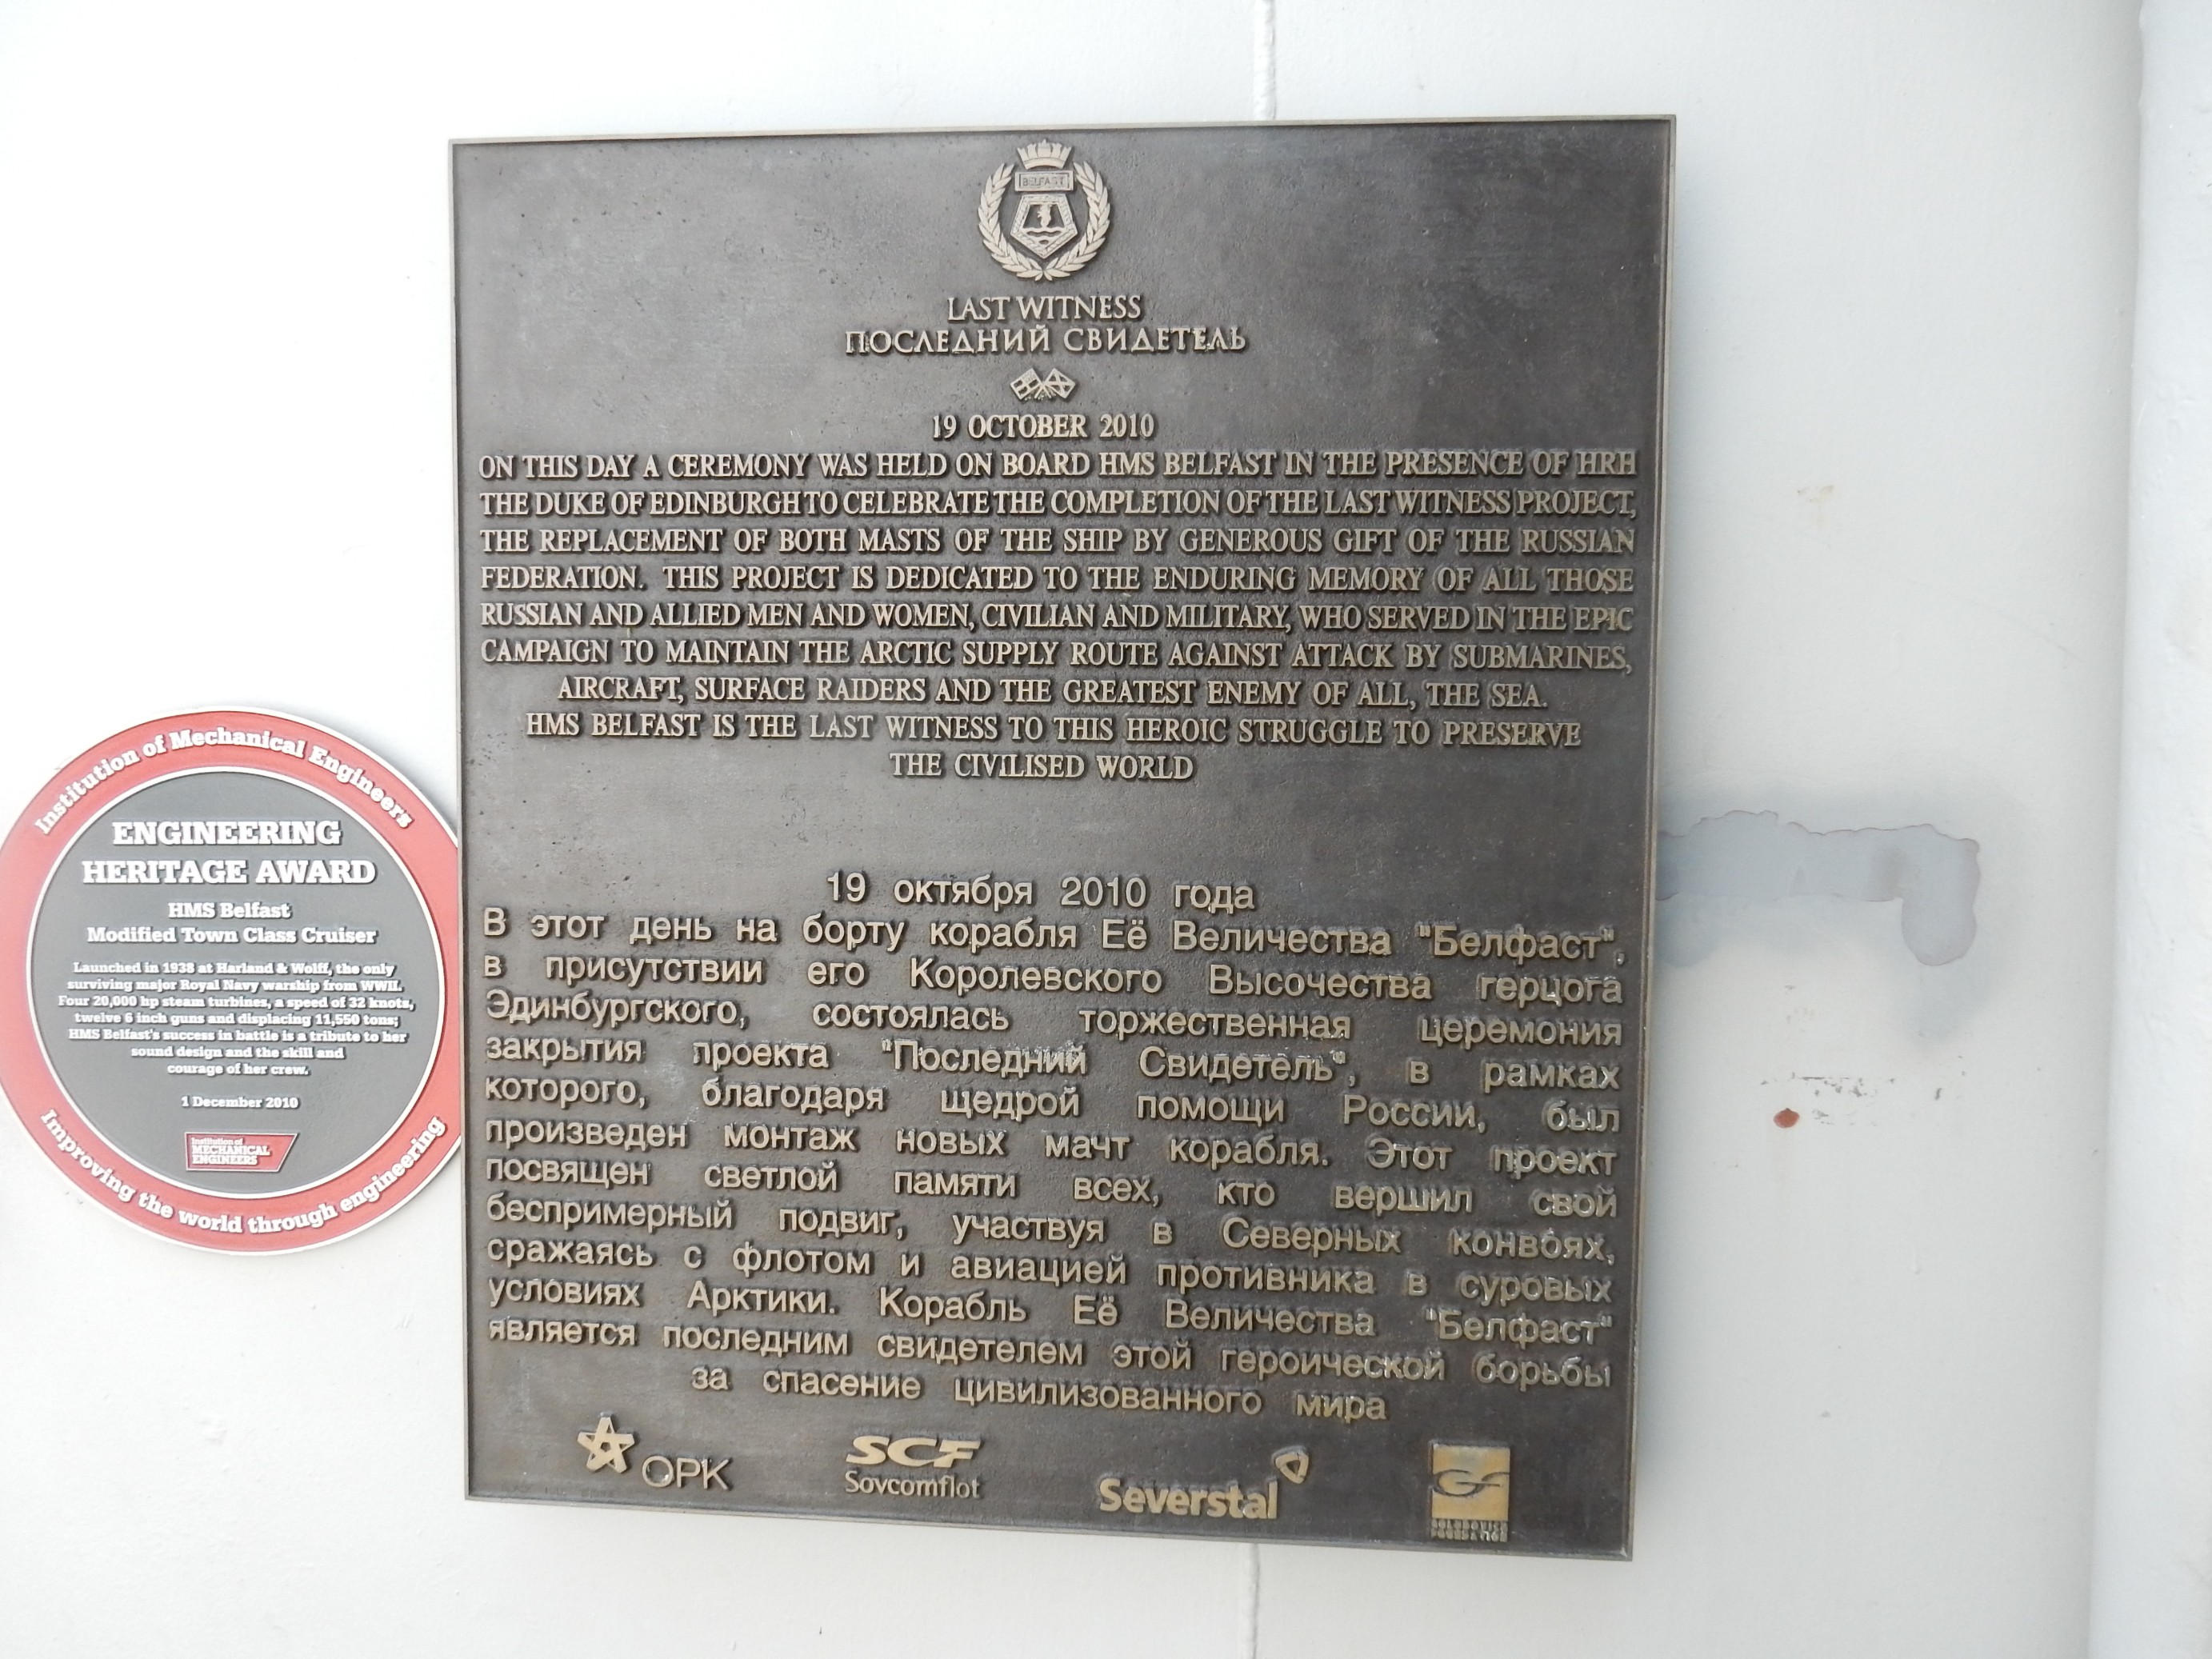 BELFAST
LAST WITNESS
ПОСЛЕДНИЙ СВИДЕТЕЛЬ
19 OCTOBER 2010
ON THIS DAY A CEREMONY WAS HELD ON BOARD HMS BELFAST IN THE PRESENCE OF HRH
THE DUKE OF EDINBURGH TO CELEBRATE THE COMPLETION OF THE LAST WITNESS PROJECT,
THE REPLACEMENT OF BOTH MASTS OF THE SHIP BY GENEROUS GIFT OF THE RUSSIAN
FEDERATION. THIS PROJECT IS DEDICATED TO THE ENDURING MEMORY OF ALL THOSE
RUSSIAN AND ALLIED MEN AND WOMEN, CIVILIAN AND MILITARY, WHO SERVED IN THE EPIC
CAMPAIGN TO MAINTAIN THE ARCTIC SUPPLY ROUTE AGAINST ATTACK BY SUBMARINES,
AIRCRAFT, SURFACE RAIDERS AND THE GREATEST ENEMY OF ALL, THE SEA.
HMS BELFAST IS THE LAST WITNESS TO THIS HEROIC STRUGGLE TO PRESERVE
THE CIVILISED WORLD
19 октября 2010 года
В этот день на борту корабля Её Величества "Белфаст",
в присутствии его Королевского Высочества герцога
Эдинбургского, состоялась торжественная церемония
закрытия проекта "Последний Свидетель", в рамках
которого, благодаря щедрой помощи России, был
произведен монтаж новых мачт корабля. Этот проект
посвящен светлой памяти всех, кто вершил свой
беспримерный подвиг, участвуя в Северных конвоях,
сражаясь с флотом и авиацией противника в суровых
условиях Арктики. Корабль Её Величества "Белфаст"
является последним свидетелем этой героической борьбы
за спасение цивилизованного мира
OPK
SCF
Sovcomflot
Severstal
GF
Institution of Mechanical Engineers
ENGINEERING
HERITAGE AWARD
HMS Belfast
Modified Town Class Cruiser
Launched in 1938 at Harland & Wolff, the only
surviving major Royal Navy warship from WWII.
Four 20,000 hp steam turbines, a speed of 32 knots,
twelve 6 inch guns and displacing 11,550 tons;
HMS Belfast's success in battle is a tribute to her
sound design and the skill and
courage of her crew.
1 December 2010
Institution of
MECHANICAL
ENGINEERS
Improving the world through engineering